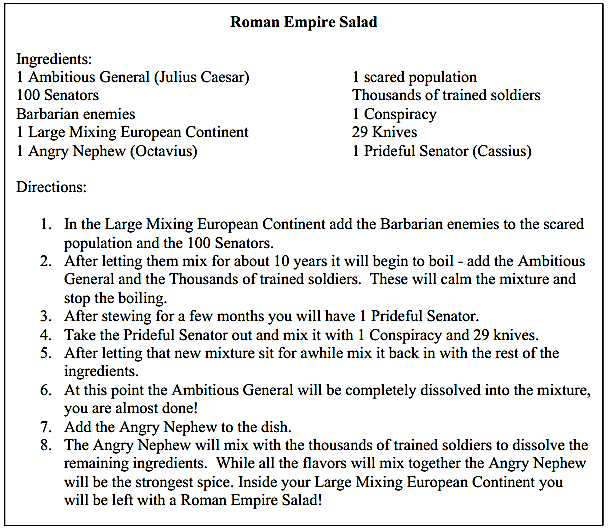 Roman Empire Salad
Ingredients:
1 Ambitious General (Julius Caesar)
100 Senators
Barbarian enemies
1 Large Mixing European Continent
1 Angry Nephew (Octavius)
1 scared population
Thousands of trained soldiers
1 Conspiracy
29 Knives
1 Prideful Senator (Cassius)
Directions:
1. In the Large Mixing European Continent add the Barbarian enemies to the scared
population and the 100 Senators.
2. After letting them mix for about 10 years it will begin to boil - add the Ambitious
General and the Thousands of trained soldiers. These will calm the mixture and
stop the boiling.
3. After stewing for a few months you will have 1 Prideful Senator.
4. Take the Prideful Senator out and mix it with 1 Conspiracy and 29 knives.
5. After letting that new mixture sit for awhile mix it back in with the rest of the
ingredients.
6. At this point the Ambitious General will be completely dissolved into the mixture,
you are almost done!
7. Add the Angry Nephew to the dish.
8. The Angry Nephew will mix with the thousands of trained soldiers to dissolve the
remaining ingredients. While all the flavors will mix together the Angry Nephew
will be the strongest spice. Inside your Large Mixing European Continent you
will be left with a Roman Empire Salad!